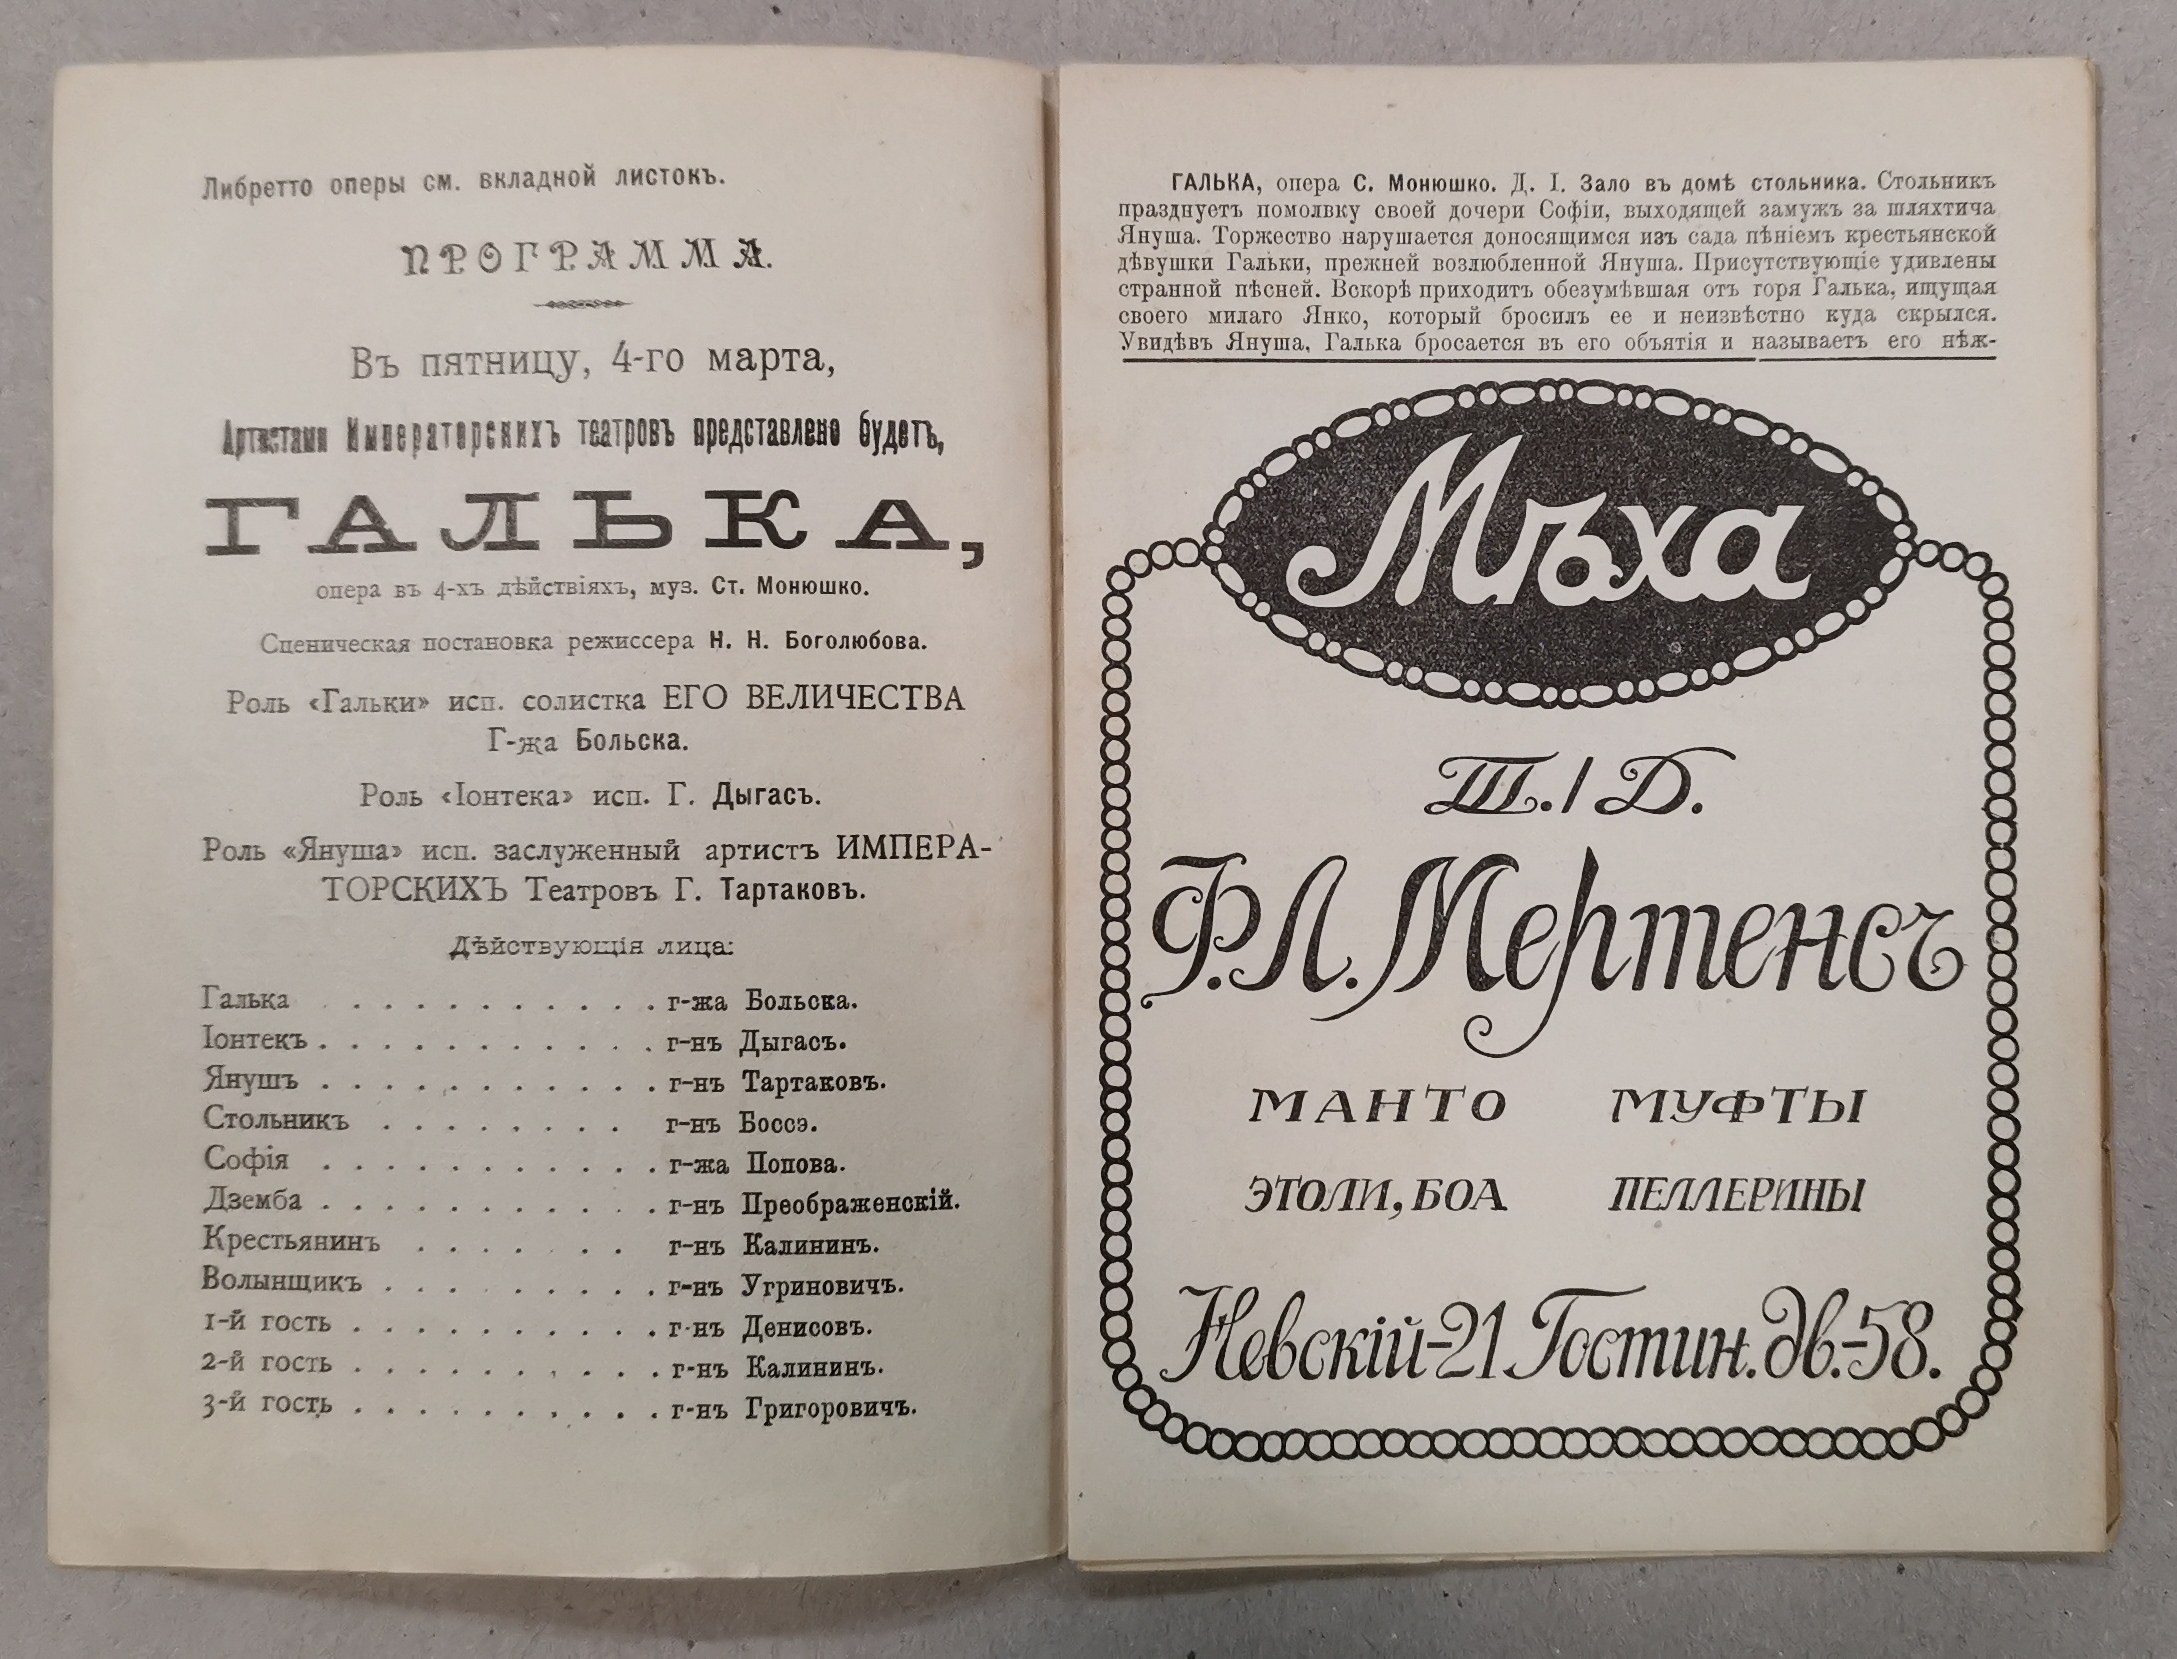 Либретто оперы см. вкладной листокъ.
ПРОГРАММА.
Въ пятницу, 4-го марта,
Артистами Императорскихъ театровъ представлено будетъ,
ГАЛЬКА,
опера въ 4-хъ дѣйствіяхъ, муз. Ст. Монюшко.
Сценическая постановка режиссера Н. Н. Боголюбова.
Роль «Гальки» исп. солистка ЕГО ВЕЛИЧЕСТВА
Г-жа Больска.
Роль «Іонтека» исп. Г. Дыгасъ.
Роль «Януша» исп. заслуженный артистъ ИМПЕРА-
ТОРСКИХЪ Театровъ Г. Тартаковъ.
Дѣйствующія лица:
Галька . . . . . . . . . . . г-жа Больска.
Іонтекъ . . . . . . . . . . . . г-нъ Дыгасъ.
Янушъ . . . . . . . . . . . . г-нъ Тартаковъ.
Стольникъ . . . . . . . . г-нъ Боссэ.
Софія . . . . . . . . . . . . г-жа Попова.
Дземба . . . . . . . . . . . . г-нъ Преображенскій.
Крестьянинъ . . . . . . г-нъ Калининъ.
Волынщикъ . . . . . . . . . . г-нъ Угриновичъ.
1-й гость . . . . . . . . . . . г-нъ Денисовъ.
2-й гость . . . . . . . . . . . г-нъ Калининъ.
3-й гость . . . . . . . . . . . г-нъ Григоровичъ.
ГАЛЬКА, опера С. Монюшко. Д. I. Зало въ домѣ стольника. Стольникъ
празднуетъ помолвку своей дочери Софіи, выходящей замужъ за шляхтича
Януша. Торжество нарушается доносящимся изъ сада пѣніемъ крестьянской
дѣвушки Гальки, прежней возлюбленной Януша. Присутствующіе удивлены
странной пѣсней. Вскорѣ приходитъ обезумѣвшая отъ горя Галька, ищущая
своего милаго Янко, который бросилъ ее и неизвѣстно куда скрылся.
Увидѣвъ Януша, Галька бросается въ его объятія и называетъ его нѣж-
Мѣха
Т./Д.
Ф.Л.Мертенсъ
МАНТО МУФТЫ
ЭТОЛИ, БОА ПЕЛЛЕРИНЫ
Невскій-21 Гостин.дв.-58.